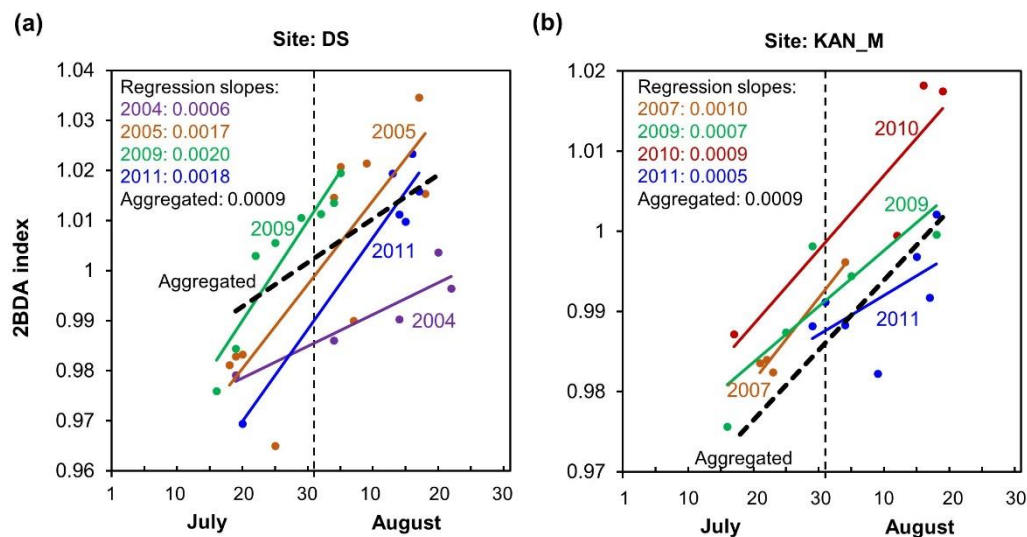 (a)
Site: DS
2BDA index
1.04
1.03
1.02
1.01
1
0.99
0.98
0.97
0.96
Regression slopes:
2004: 0.0006
2005: 0.0017
2009: 0.0020
2011: 0.0018
Aggregated: 0.0009
2005
2009
2011
Aggregated
2004
1 10 20 30 10 20 30
July August
(b)
Site: KAN_M
1.02
1.01
1
0.99
0.98
0.97
Regression slopes:
2007: 0.0010
2009: 0.0007
2010: 0.0009
2011: 0.0005
Aggregated: 0.0009
2010
2009
2011
2007
Aggregated
1 10 20 30 10 20 30
July August